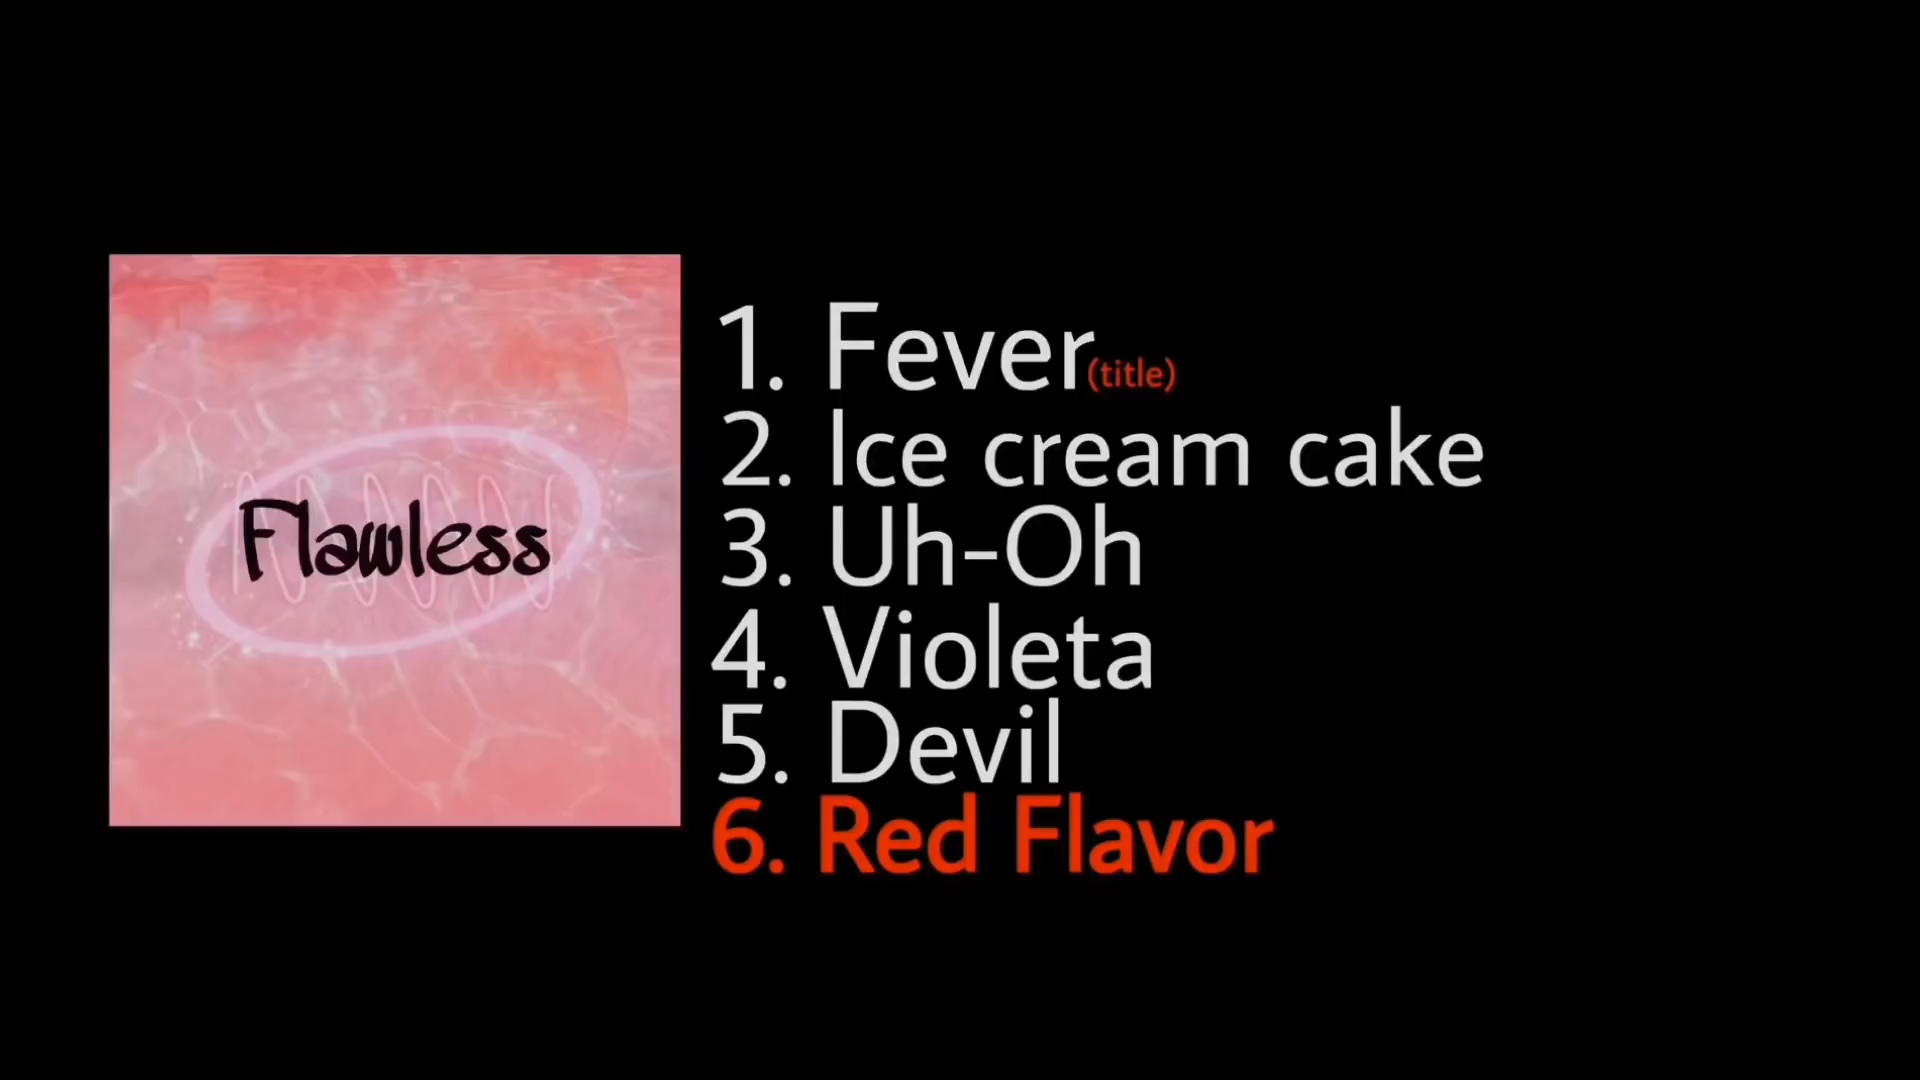 Flawless
1. Fever(title)
2. Ice cream cake
3. Uh-Oh
4. Violeta
5. Devil
6. Red Flavor